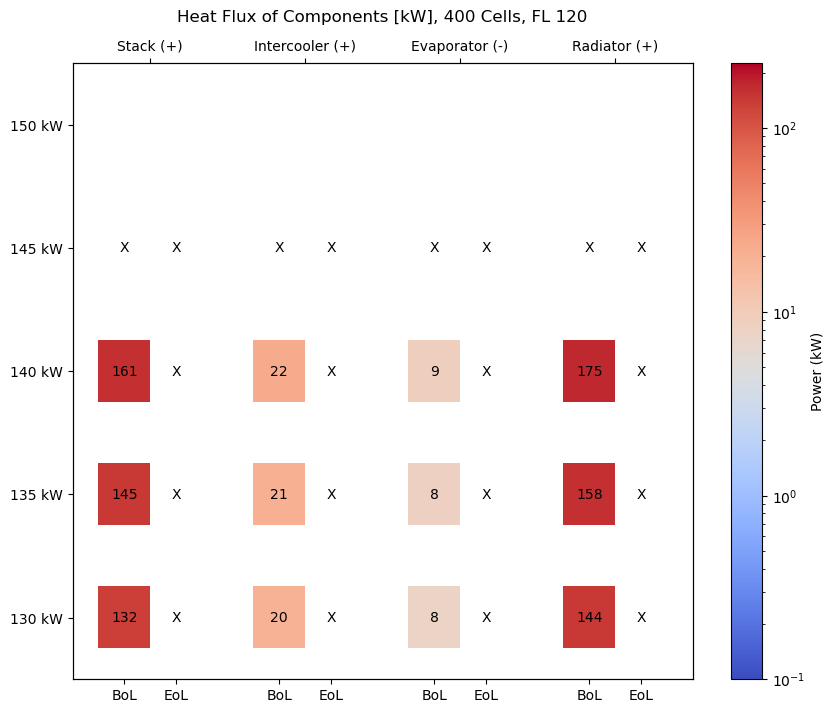 Heat Flux of Components [kW], 400 Cells, FL 120
Stack (+) Intercooler (+) Evaporator (-) Radiator (+)
150 kW
145 kW X X X X X X X X
140 kW 161 X 22 X 9 X 175 X
135 kW 145 X 21 X 8 X 158 X
130 kW 132 X 20 X 8 X 144 X
BoL EoL BoL EoL BoL EoL BoL EoL
10²
10¹
10⁰
10⁻¹
Power (kW)